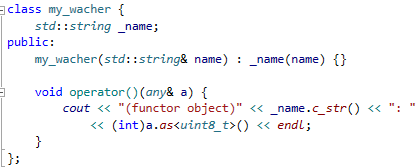 class my_wacher {
    std::string _name;
public:
    my_wacher(std::string& name) : _name(name) {}

    void operator()(any& a) {
        cout << "(functor object)" << _name.c_str() << ": "
            << (int)a.as<uint8_t>() << endl;
    }
};